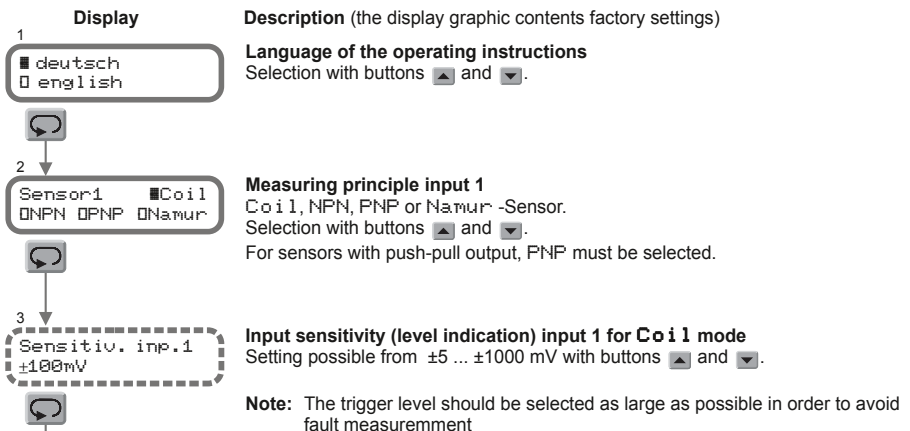 Display Description (the display graphic contents factory settings)
1
deutsch
english
Language of the operating instructions
Selection with buttons and .
2
Sensor1 Coil
NPN PNP Namur
Measuring principle input 1
Coil, NPN, PNP or Namur -Sensor.
Selection with buttons and .
For sensors with push-pull output, PNP must be selected.
3
Sensitiv. inp.1
±100mV
Input sensitivity (level indication) input 1 for Coil mode
Setting possible from ±5 ... ±1000 mV with buttons and .
Note: The trigger level should be selected as large as possible in order to avoid
fault measuremment